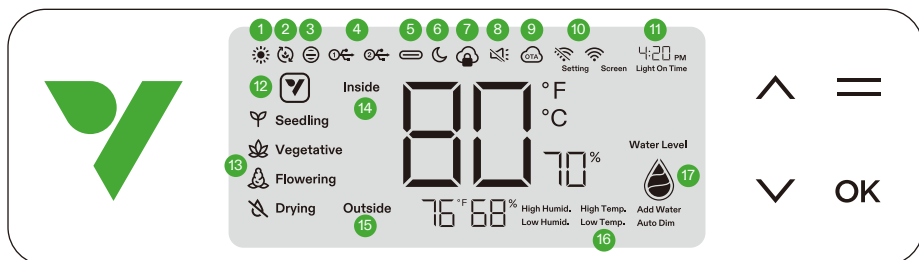 1 2 3 4 5 6 7 8 9 10 11
1 2 OTA 4:20 PM
Setting Screen Light On Time
12 Inside °F
14 80 °C
Seedling
Vegetative 70% Water Level
13 Flowering 17
Drying Outside 76°F 68% High Humid. High Temp. Add Water
Low Humid. Low Temp. Auto Dim
15 16
OK